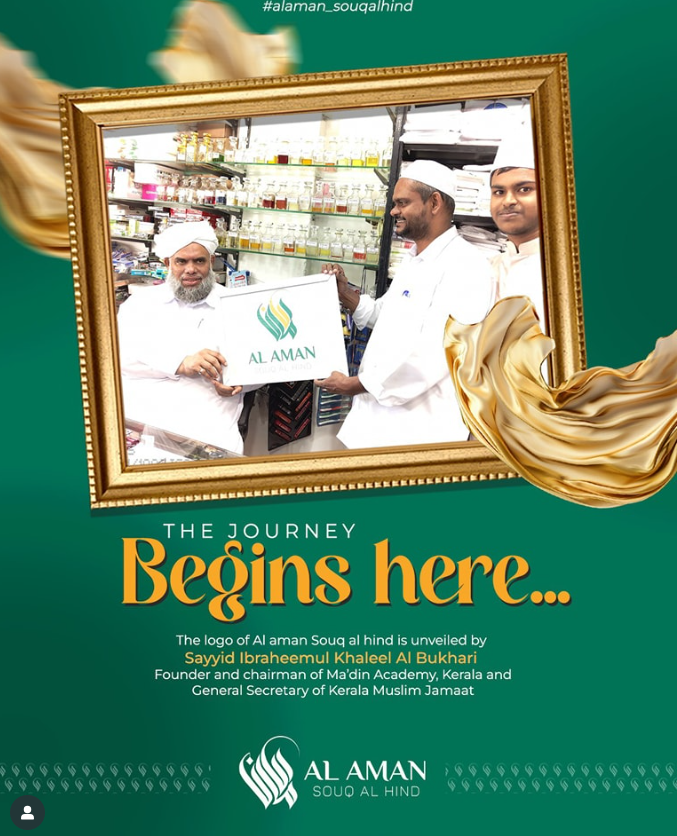 #alaman_souqalhind
AL AMAN
SOUQ AL HIND
THE JOURNEY
Begins here...
The logo of Al aman Souq al hind is unveiled by
Sayyid Ibraheemul Khaleel Al Bukhari
Founder and chairman of Ma'din Academy, Kerala and
General Secretary of Kerala Muslim Jamaat
AL AMAN
SOUQ AL HIND